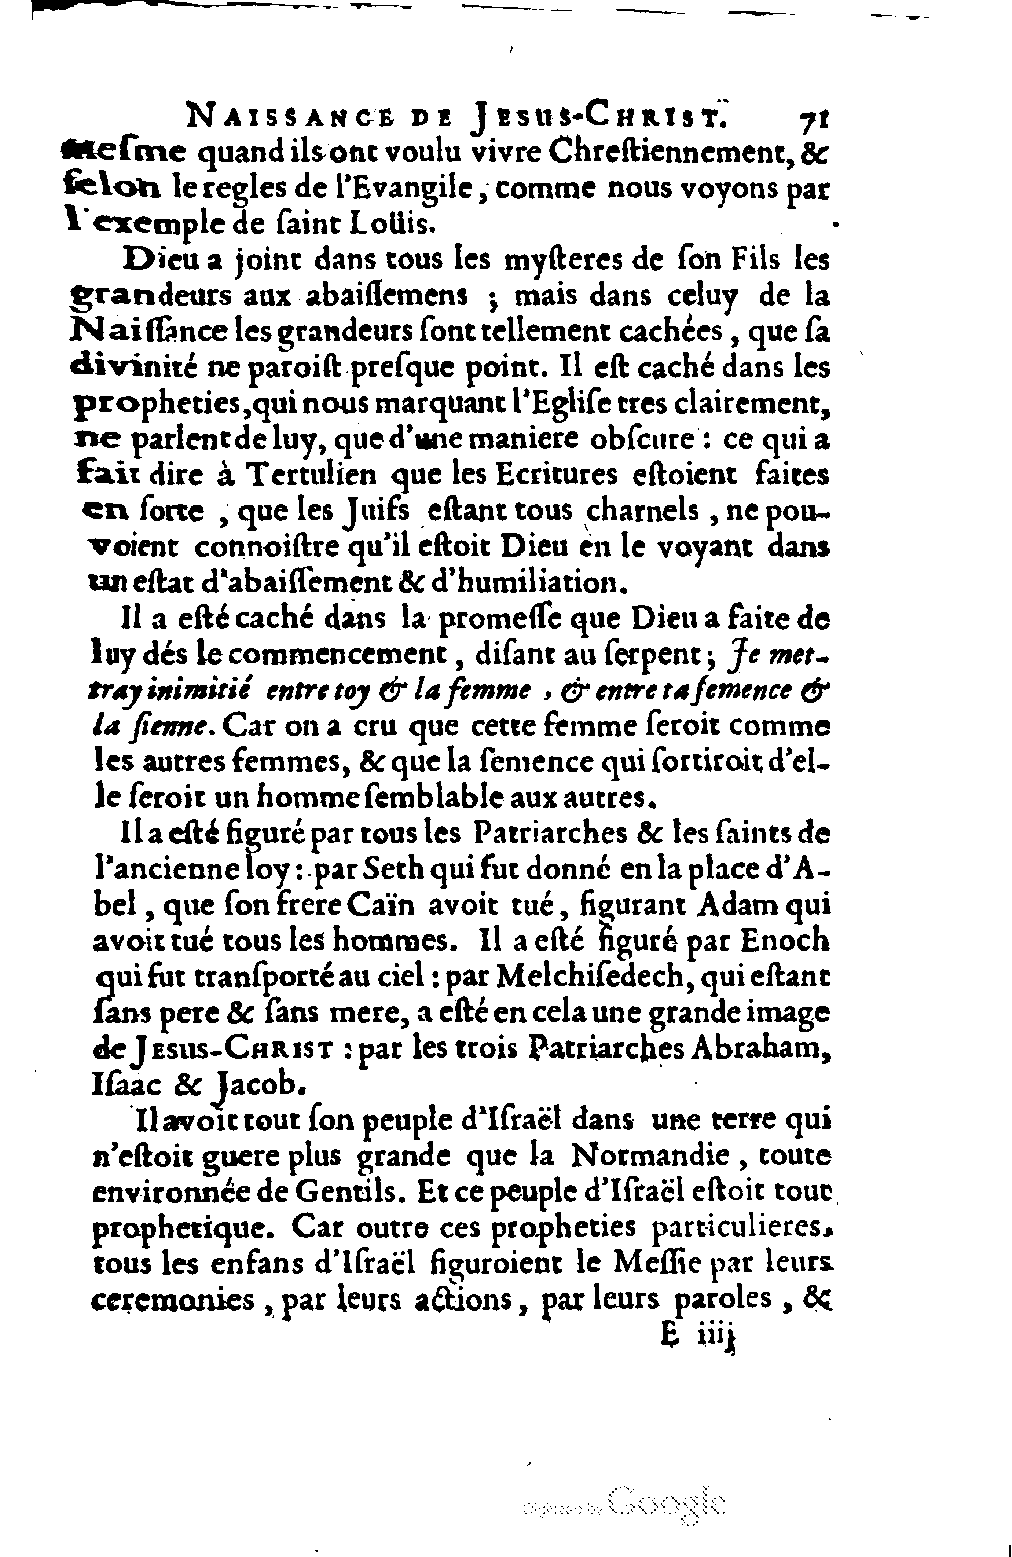 NAISSANCE DE JESUS-CHRIST. 71
meſme quand ils ont voulu vivre Chreſtiennement, &
ſelon le regles de l'Evangile, comme nous voyons par
l'exemple de ſaint Loüis.
Dieu a joint dans tous les myſteres de ſon Fils les
grandeurs aux abaiſſemens ; mais dans celuy de la
Naiſſance les grandeurs ſont tellement cachées, que ſa
divinité ne paroiſt preſque point. Il eſt caché dans les
propheties, qui nous marquant l'Egliſe tres clairement,
ne parlent de luy, que d'une maniere obſcure : ce qui a
fait dire à Tertulien que les Ecritures eſtoient faites
en ſorte, que les Juifs eſtant tous charnels, ne pou-
voient connoiſtre qu'il eſtoit Dieu en le voyant dans
un eſtat d'abaiſſement & d'humiliation.
Il a eſté caché dans la promeſſe que Dieu a faite de
luy dés le commencement, diſant au ſerpent ; Je met-
tray inimitié entre toy & la femme, & entre ta ſemence &
la ſienne. Car on a cru que cette femme ſeroit comme
les autres femmes, & que la ſemence qui ſortiroit d'el-
le ſeroit un homme ſemblable aux autres.
Il a eſté figuré par tous les Patriarches & les ſaints de
l'ancienne loy : par Seth qui fut donné en la place d'A-
bel, que ſon frere Caïn avoit tué, figurant Adam qui
avoit tué tous les hommes. Il a eſté figuré par Enoch
qui fut tranſporté au ciel : par Melchiſedech, qui eſtant
ſans pere & ſans mere, a eſté en cela une grande image
de JESUS-CHRIST : par les trois Patriarches Abraham,
Iſaac & Jacob.
Il avoit tout ſon peuple d'Iſraël dans une terre qui
n'eſtoit guere plus grande que la Normandie, toute
environnée de Gentils. Et ce peuple d'Iſraël eſtoit tout
prophetique. Car outre ces propheties particulieres,
tous les enfans d'Iſraël figuroient le Meſſie par leurs
ceremonies, par leurs actions, par leurs paroles, &
E iiij
Digitized by Google